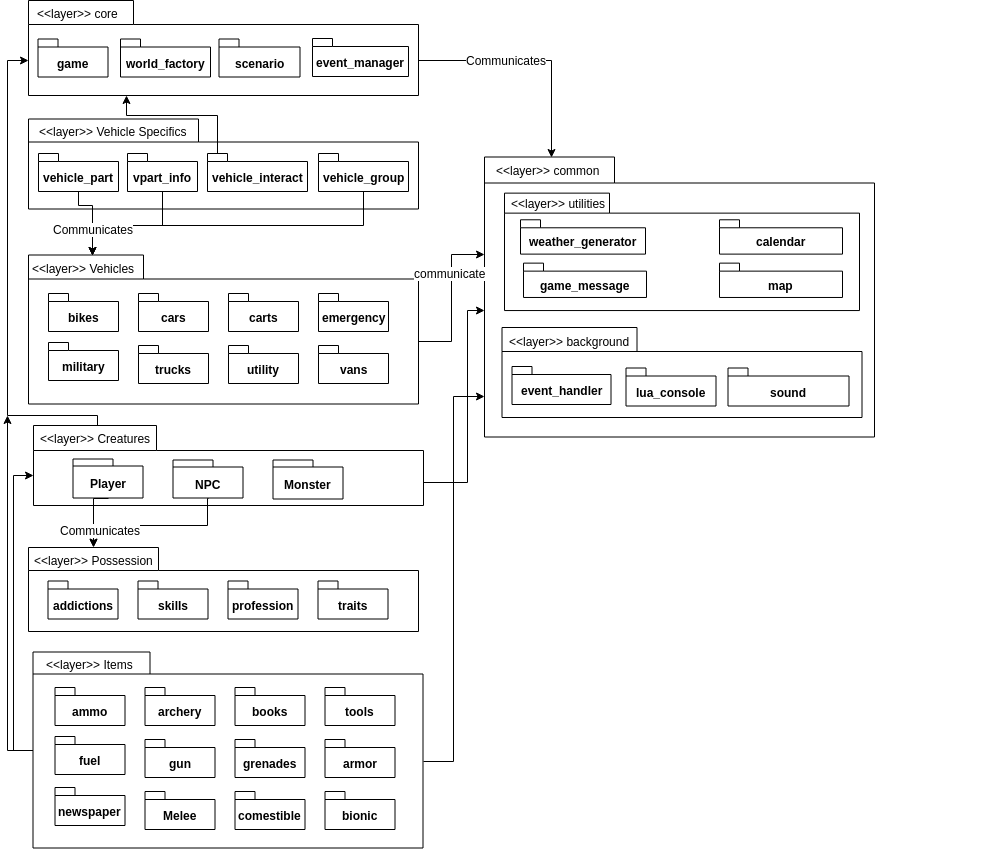 <<layer>> core
game
world_factory
scenario
event_manager
Communicates
<<layer>> Vehicle Specifics
vehicle_part
vpart_info
vehicle_interact
vehicle_group
Communicates
<<layer>> Vehicles
bikes
cars
carts
emergency
military
trucks
utility
vans
communicate
<<layer>> common
<<layer>> utilities
weather_generator
calendar
game_message
map
<<layer>> background
event_handler
lua_console
sound
<<layer>> Creatures
Player
NPC
Monster
Communicates
<<layer>> Possession
addictions
skills
profession
traits
<<layer>> Items
ammo
archery
books
tools
fuel
gun
grenades
armor
newspaper
Melee
comestible
bionic